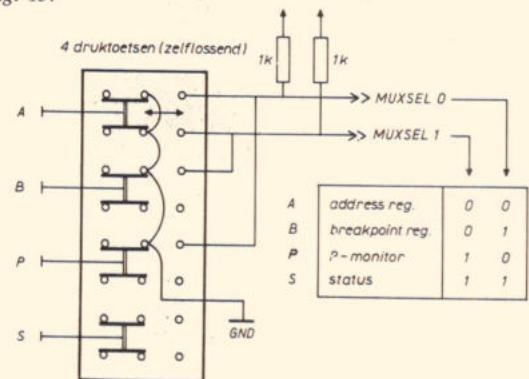 4 druktoetsen (zelflossend)
1k
1k
A
B
P
S
MUXSEL 0
MUXSEL 1
GND
A address reg. 0 0
B breakpoint reg. 0 1
P P-monitor 1 0
S status 1 1